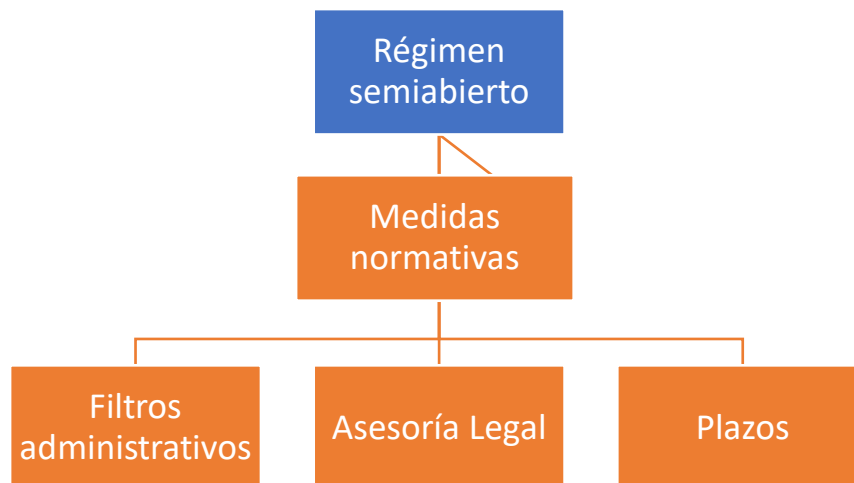 Régimen
semiabierto
Medidas
normativas
Filtros
administrativos
Asesoría Legal
Plazos